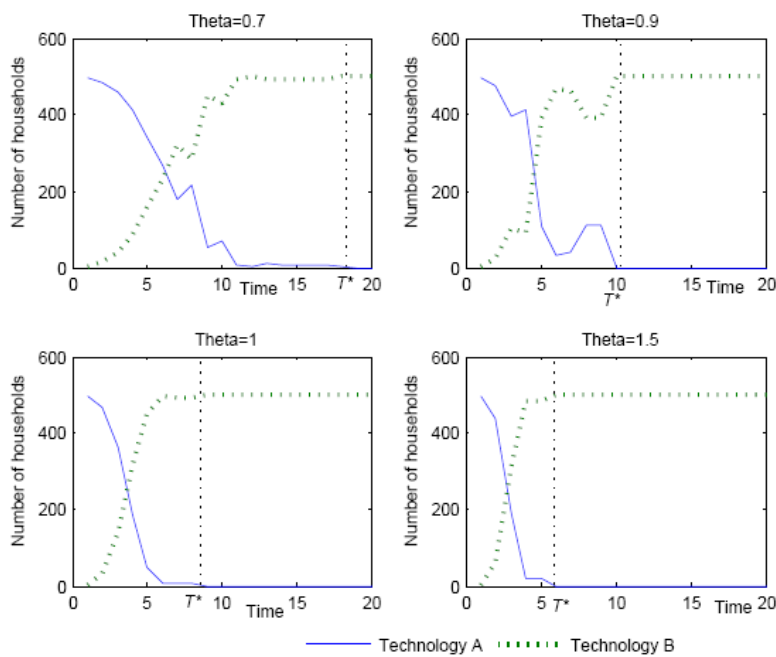 Theta=0.7
Number of households
600
400
200
0
0 5 10 15 20
Time
T*
Theta=0.9
Number of households
600
400
200
0
0 5 10 15 20
Time
T*
Theta=1
Number of households
600
400
200
0
0 5 10 15 20
T*
Time
Theta=1.5
Number of households
600
400
200
0
0 5 10 15 20
T*
Time
Technology A Technology B